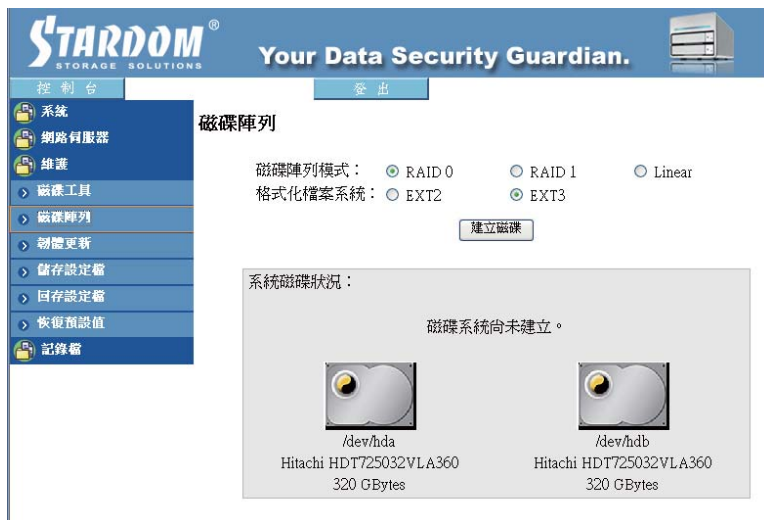 STARDOM®
STORAGE SOLUTIONS
Your Data Security Guardian.
控 制 台
登 出
系統
網路伺服器
維護
磁碟工具
磁碟陣列
韌體更新
儲存設定檔
回存設定檔
恢復預設值
記錄檔
磁碟陣列
磁碟陣列模式： RAID 0 RAID 1 Linear
格式化檔案系統： EXT2 EXT3
建立磁碟
系統磁碟狀況：
磁碟系統尚未建立。
/dev/hda
Hitachi HDT725032VLA360
320 GBytes
/dev/hdb
Hitachi HDT725032VLA360
320 GBytes